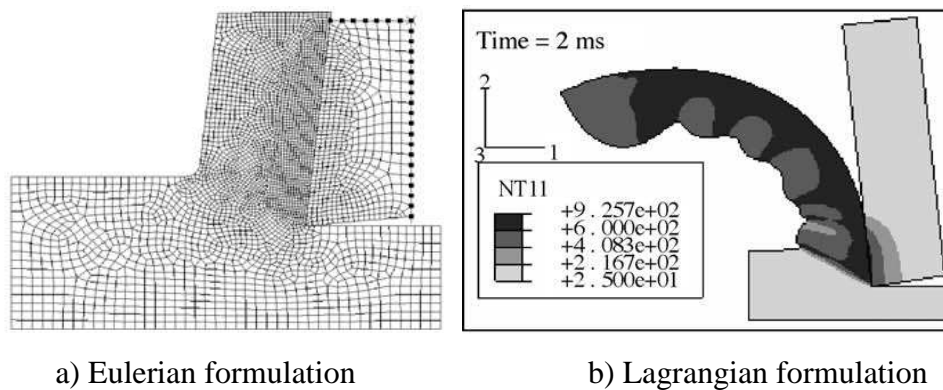 Time = 2 ms
2
3
1
NT11
+9 . 257e+02
+6 . 000e+02
+4 . 083e+02
+2 . 167e+02
+2 . 500e+01
a) Eulerian formulation
b) Lagrangian formulation